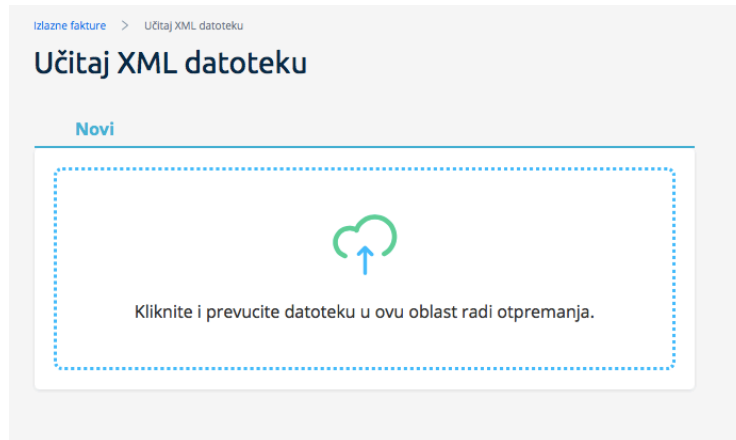 Izlazne fakture > Učitaj XML datoteku
Učitaj XML datoteku
Novi
Kliknite i prevucite datoteku u ovu oblast radi otpremanja.